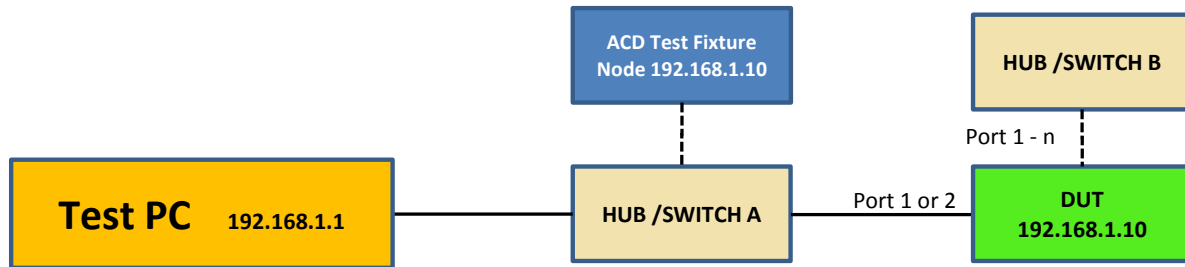 ACD Test Fixture
Node 192.168.1.10
HUB /SWITCH B
Port 1 - n
Test PC 192.168.1.1
HUB /SWITCH A
Port 1 or 2
DUT
192.168.1.10